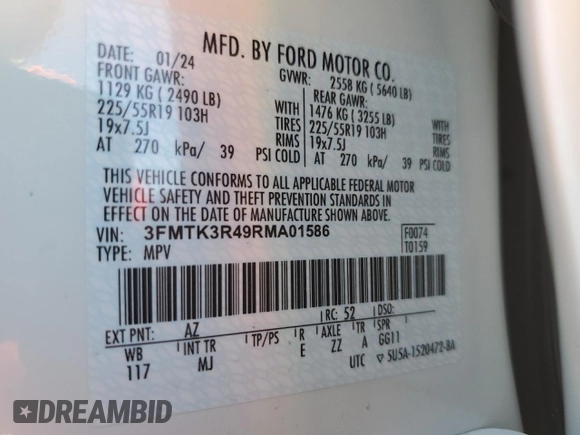 MFD. BY FORD MOTOR CO.
DATE: 01/24
GVWR: 2558 KG ( 5640 LB)
FRONT GAWR:
1129 KG ( 2490 LB)
225/55R19 103H
19x7.5J
WITH
TIRES
RIMS
AT 270 kPa/ 39 PSI COLD
REAR GAWR:
1476 KG ( 3255 LB)
225/55R19 103H
19x7.5J
WITH
TIRES
RIMS
AT 270 kPa/ 39 PSI COLD
THIS VEHICLE CONFORMS TO ALL APPLICABLE FEDERAL MOTOR
VEHICLE SAFETY AND THEFT PREVENTION STANDARDS IN
EFFECT ON THE DATE OF MANUFACTURE SHOWN ABOVE.
VIN: 3FMTK3R49RMA01586
TYPE: MPV
F0074
T0159
EXT PNT: AZ RC: 52 DSO:
WB INT TR TP/PS R AXLE TR SPR
117 MJ E ZZ A GG11
UTC ▽ 5U5A-1520472-BA
DREAMBID